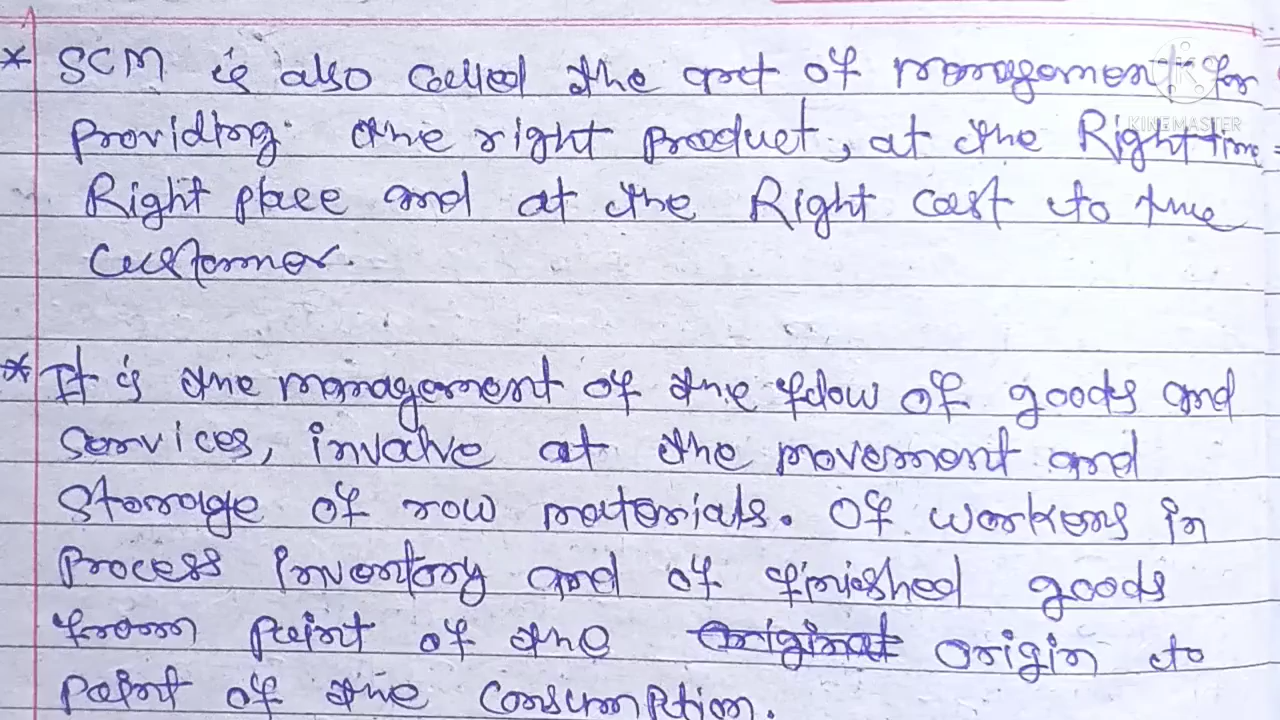 * SCM is also called the art of management for
Providing the right product, at the Right time
Right place and at the Right cost to the
Customer.
* It is the management of the flow of goods and
Services, involve at the movement and
Storage of row materials. Of workers in
Process Inventory and of finished goods
from point of the original origin to
point of the Consumption.
KINEMASTER